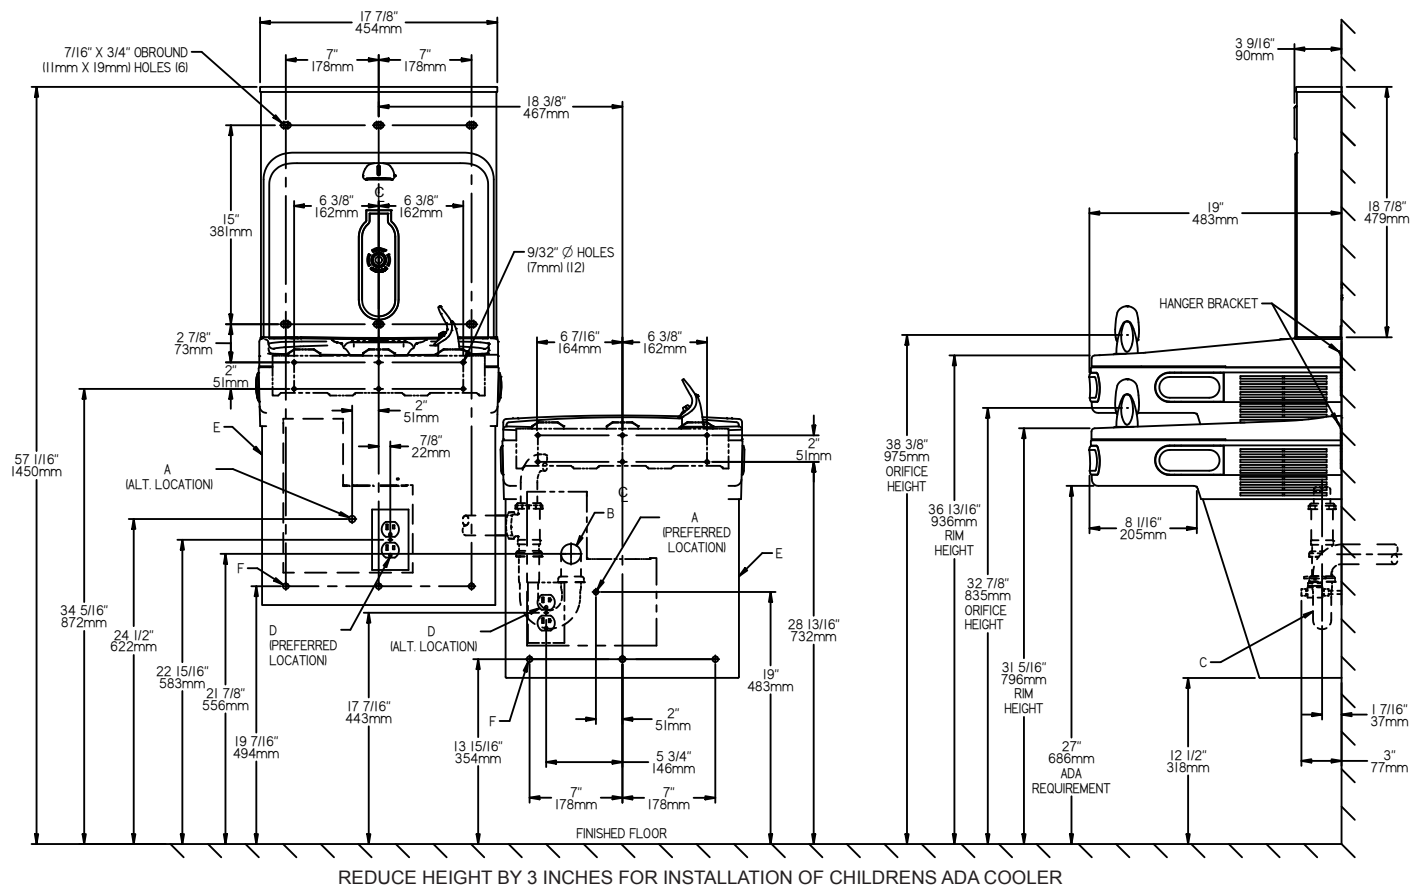 17 7/8"
454mm
7/16" X 3/4" OBROUND
(11mm X 19mm) HOLES (6)
7"
178mm
7"
178mm
18 3/8"
467mm
3 9/16"
90mm
C
L
6 3/8"
162mm
6 3/8"
162mm
15"
381mm
9/32" Ø HOLES
(7mm) (12)
19"
483mm
18 7/8"
479mm
HANGER BRACKET
2 7/8"
73mm
2"
51mm
6 7/16"
164mm
6 3/8"
162mm
2"
51mm
E
7/8"
22mm
2"
51mm
57 1/16"
1450mm
A
(ALT. LOCATION)
38 3/8"
975mm
ORIFICE
HEIGHT
C
L
B
A
(PREFERRED
LOCATION)
E
36 13/16"
936mm
RIM
HEIGHT
8 1/16"
205mm
F
32 7/8"
835mm
ORIFICE
HEIGHT
34 5/16"
872mm
24 1/2"
622mm
D
(PREFERRED
LOCATION)
D
(ALT. LOCATION)
28 13/16"
732mm
22 15/16"
583mm
21 7/8"
556mm
31 5/16"
796mm
RIM
HEIGHT
C
19"
483mm
17 7/16"
443mm
F
2"
51mm
1 7/16"
37mm
19 7/16"
494mm
13 15/16"
354mm
5 3/4"
146mm
27"
686mm
ADA
REQUIREMENT
12 1/2"
318mm
3"
77mm
7"
178mm
7"
178mm
FINISHED FLOOR
REDUCE HEIGHT BY 3 INCHES FOR INSTALLATION OF CHILDRENS ADA COOLER